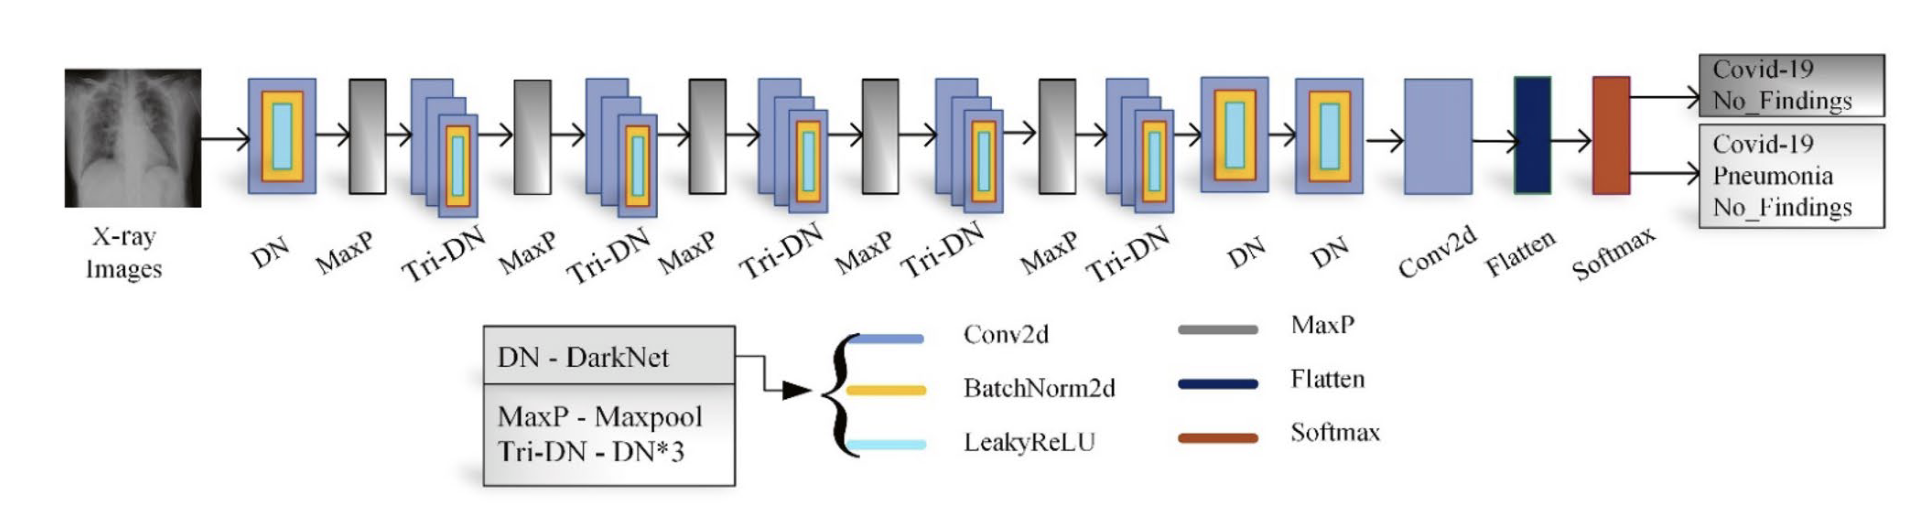 Covid-19
No_Findings
Covid-19
Pneumonia
No_Findings
X-ray
Images
DN
MaxP
Tri-DN
MaxP
Tri-DN
MaxP
Tri-DN
MaxP
Tri-DN
MaxP
Tri-DN
DN
DN
Conv2d
Flatten
Softmax
DN - DarkNet
MaxP - Maxpool
Tri-DN - DN*3
Conv2d
BatchNorm2d
LeakyReLU
MaxP
Flatten
Softmax